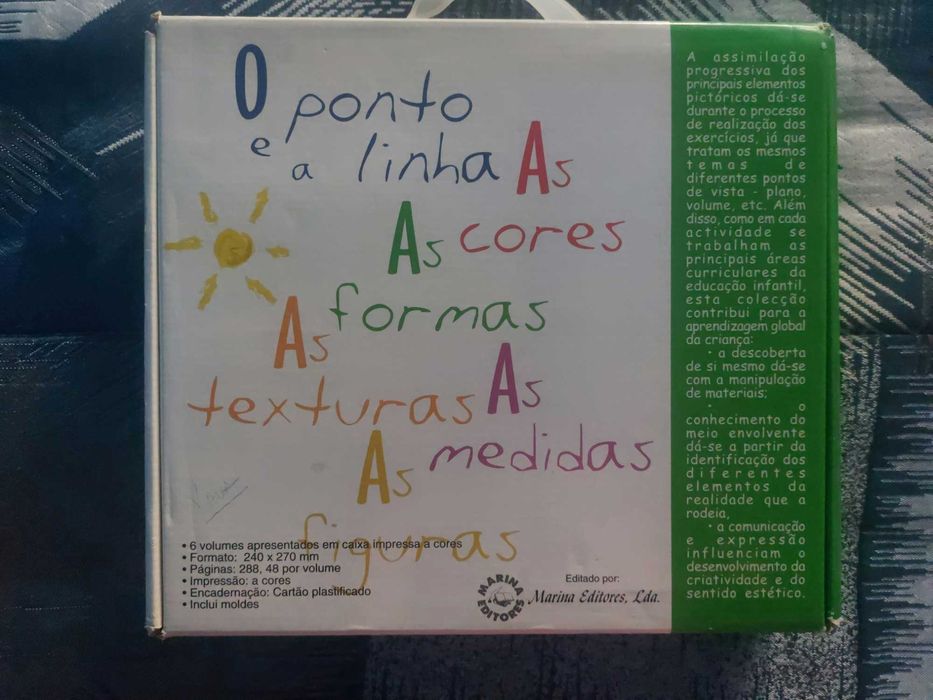 O ponto
e a linha
As
cores
As
formas
As
texturas
As
medidas
As
figuras
• 6 volumes apresentados em caixa impressa a cores
• Formato: 240 x 270 mm
• Páginas: 288, 48 por volume
• Impressão: a cores
• Encadernação: Cartão plastificado
• Inclui moldes
MARINA
EDITORES
Editado por:
Marina Editores, Lda.
A assimilação
progressiva dos
principais elementos
pictóricos dá-se
durante o processo
de realização dos
exercícios, já que
tratam os mesmos
temas de
diferentes pontos
de vista - plano,
volume, etc. Além
disso, como em cada
actividade se
trabalham as
principais áreas
curriculares da
educação infantil,
esta colecção
contribui para a
aprendizagem global
da criança:
• a descoberta
de si mesmo dá-se
com a manipulação
de materiais;
• o
conhecimento do
meio envolvente
dá-se a partir da
identificação dos
diferentes
elementos da
realidade que a
rodeia,
• a comunicação
e expressão
influenciam o
desenvolvimento da
criatividade e do
sentido estético.